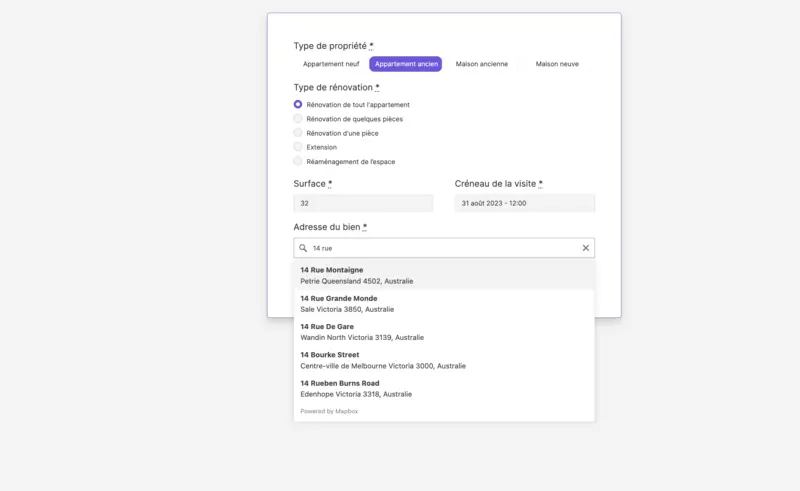 Type de propriété *
Appartement neuf Appartement ancien Maison ancienne Maison neuve
Type de rénovation *
Rénovation de tout l'appartement
Rénovation de quelques pièces
Rénovation d'une pièce
Extension
Réaménagement de l'espace
Surface * Créneau de la visite *
32 31 août 2023 - 12:00
Adresse du bien *
14 rue
14 Rue Montaigne
Petrie Queensland 4502, Australie
14 Rue Grande Monde
Sale Victoria 3850, Australie
14 Rue De Gare
Wandin North Victoria 3139, Australie
14 Bourke Street
Centre-ville de Melbourne Victoria 3000, Australie
14 Rueben Burns Road
Edenhope Victoria 3318, Australie
Powered by Mapbox